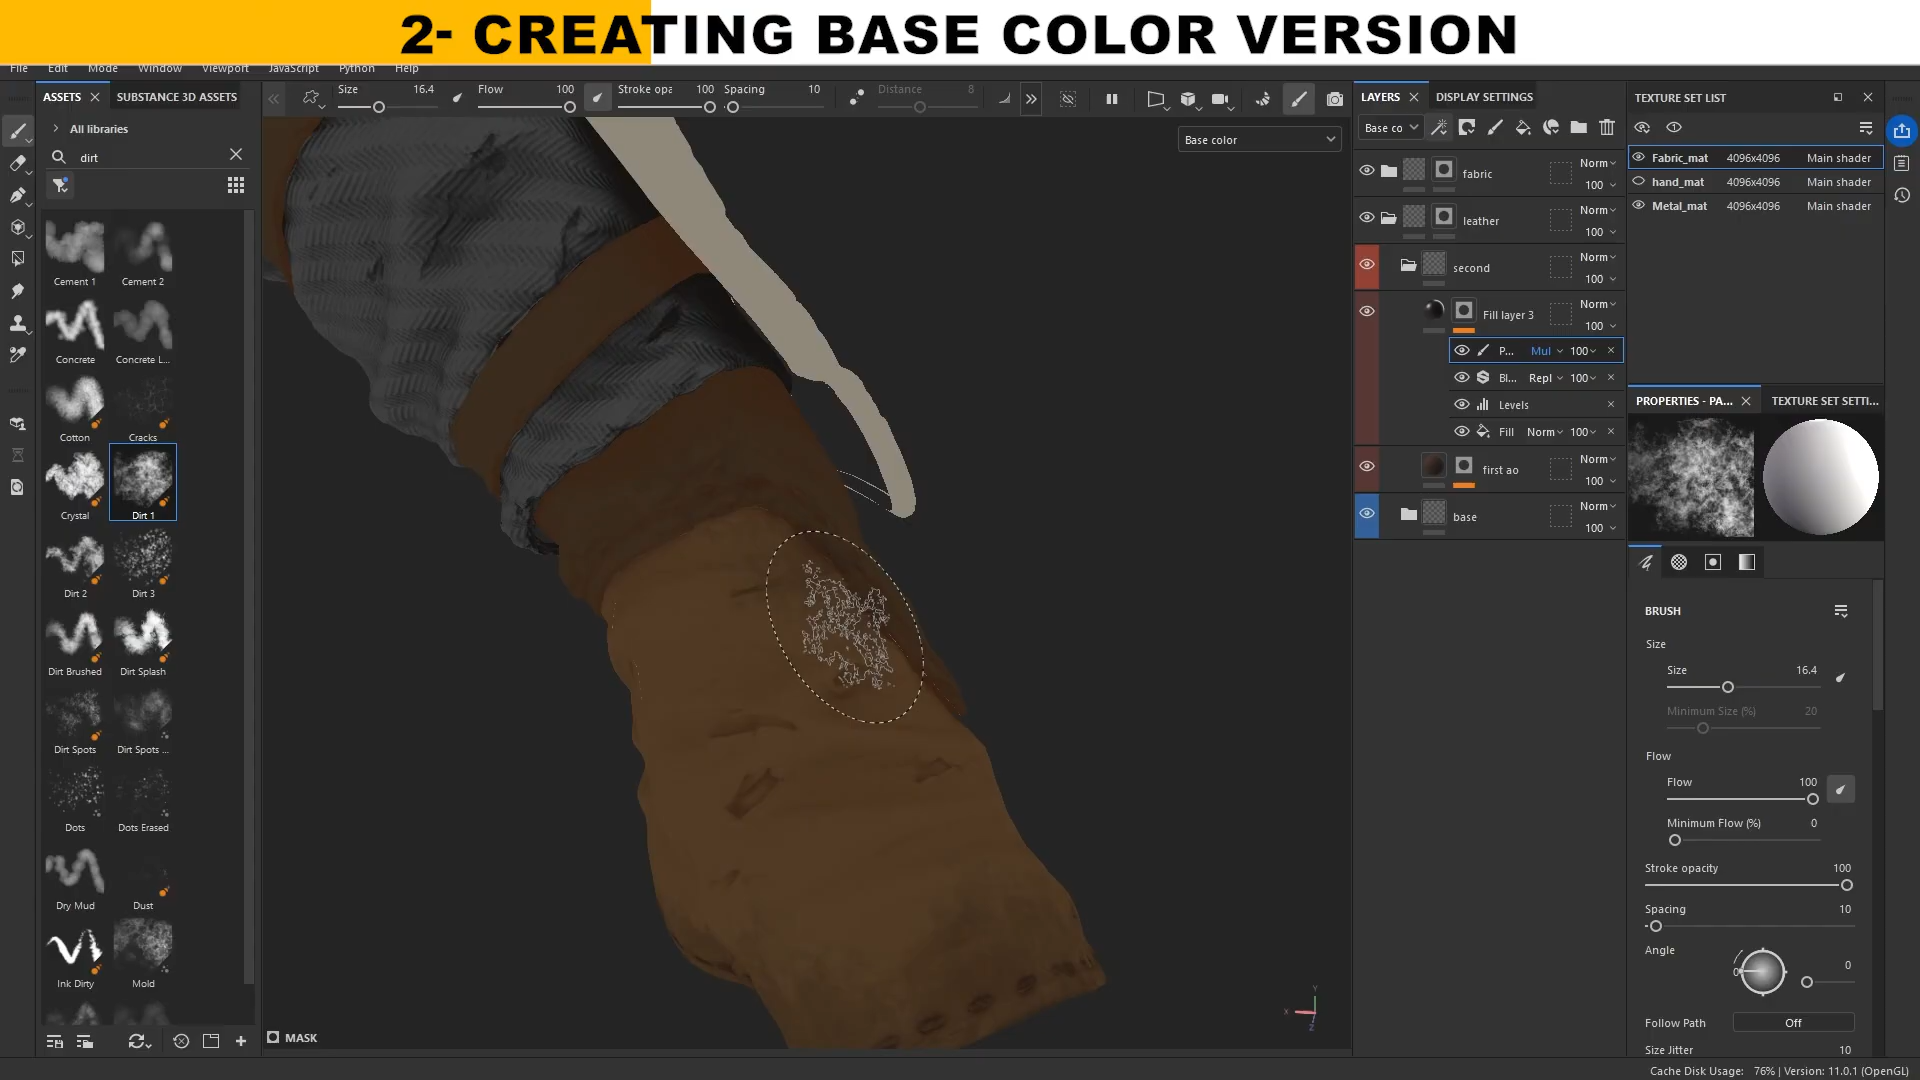 2- CREATING BASE COLOR VERSION
File Edit Mode Window Viewport JavaScript Python Help
ASSETS
SUBSTANCE 3D ASSETS
Size 16.4
Flow 100
Stroke opa 100
Spacing 10
Distance 8
All libraries
dirt
Cement 1
Cement 2
Concrete
Concrete L...
Cotton
Cracks
Crystal
Dirt 1
Dirt 2
Dirt 3
Dirt Brushed
Dirt Splash
Dirt Spots
Dirt Spots ...
Dots
Dots Erased
Dry Mud
Dust
Ink Dirty
Mold
Base color
MASK
X
Y
Z
LAYERS
DISPLAY SETTINGS
Base co
fabric Norm 100
leather Norm 100
second Norm 100
Fill layer 3 Norm 100
P... Mul 100
Bl... Repl 100
Levels
Fill Norm 100
first ao Norm 100
base Norm 100
TEXTURE SET LIST
Fabric_mat 4096x4096 Main shader
hand_mat 4096x4096 Main shader
Metal_mat 4096x4096 Main shader
PROPERTIES - PA...
TEXTURE SET SETTI...
BRUSH
Size
Size 16.4
Minimum Size (%) 20
Flow
Flow 100
Minimum Flow (%) 0
Stroke opacity 100
Spacing 10
Angle
0
0
Follow Path Off
Size Jitter 10
Cache Disk Usage: 76% | Version: 11.0.1 (OpenGL)